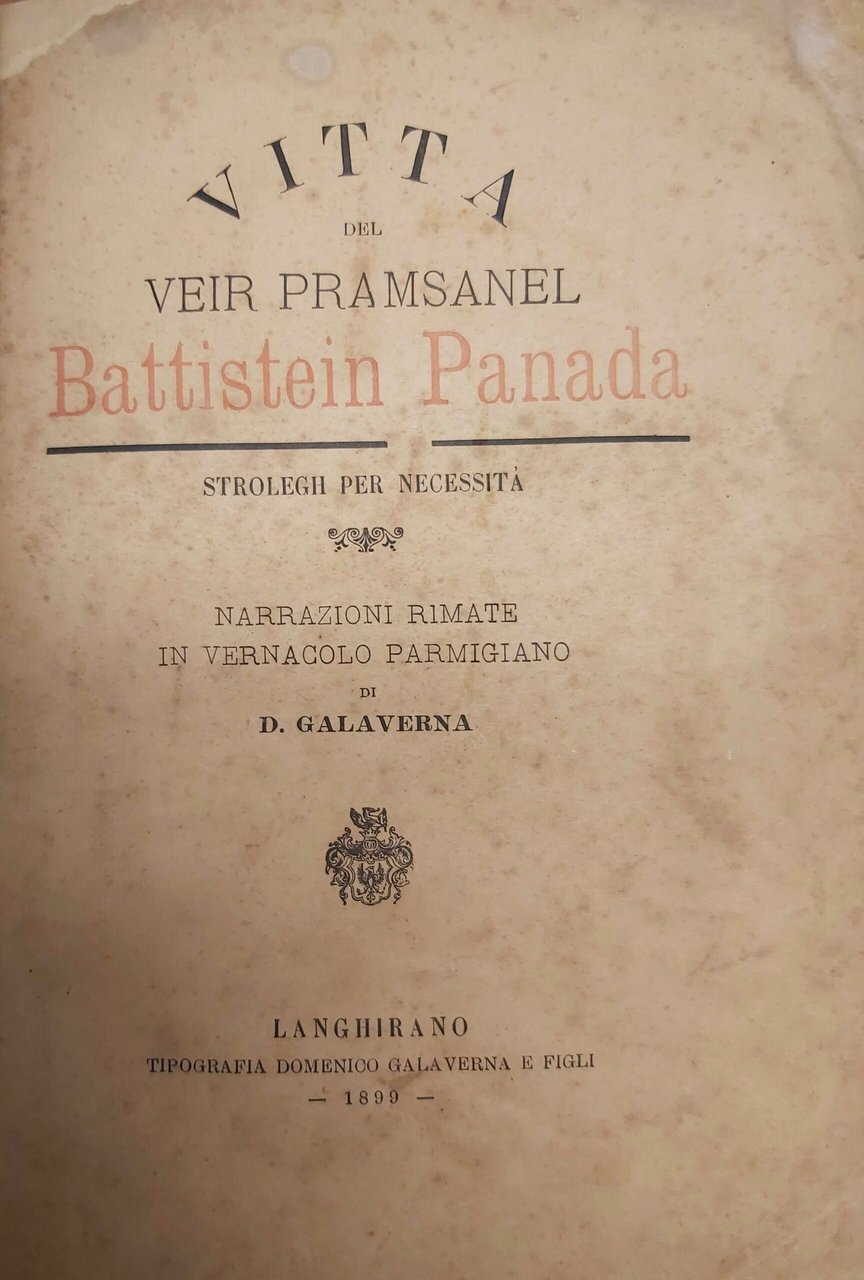 VITTA
DEL
VEIR PRAMSANEL
Battistein Panada
STROLEGH PER NECESSITÀ
NARRAZIONI R1MATE
IN VERNACOLO PARMIGIANO
DI
D. GALAVERNA
LANGHIRANO
TIPOGRAFIA DOMENICO GALAVERNA E FIGLI
— 1899 —